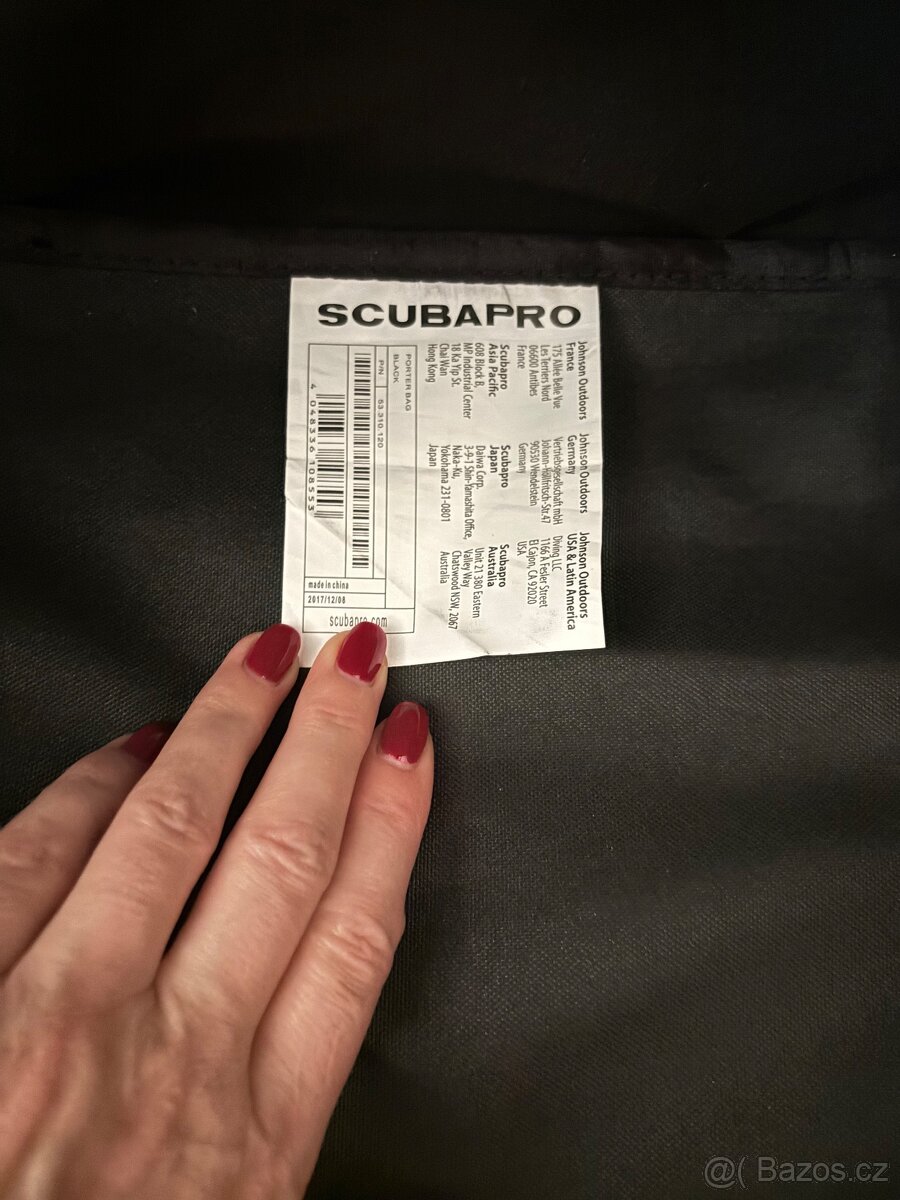 SCUBAPRO
Johnson Outdoors
France
175 Allée Belle Vue
Les Terriers Nord
06600 Antibes
France
Johnson Outdoors
Germany
Vertriebsgesellschaft mbH
Johann-Höllfritsch-Str.47
90530 Wendelstein
Germany
Johnson Outdoors
USA & Latin America
Diving LLC
1166 A Fesler Street
El Cajon, CA 92020
USA
Scubapro
Asia Pacific
608 Block B,
MP Industrial Center
18 Ka Yip St.
Chai Wan
Hong Kong
Scubapro
Japan
Daiwa Corp.
3-9-1 Shin-Yamashita Office,
Naka-Ku,
Yokohama 231-0801
Japan
Scubapro
Australia
Unit 21 380 Eastern
Valley Way
Chatswood NSW, 2067
Australia
PORTER BAG
BLACK
P/N 53.310.120
4 048336 108553
made in china
2017/12/08
scubapro.com
@( Bazos.cz